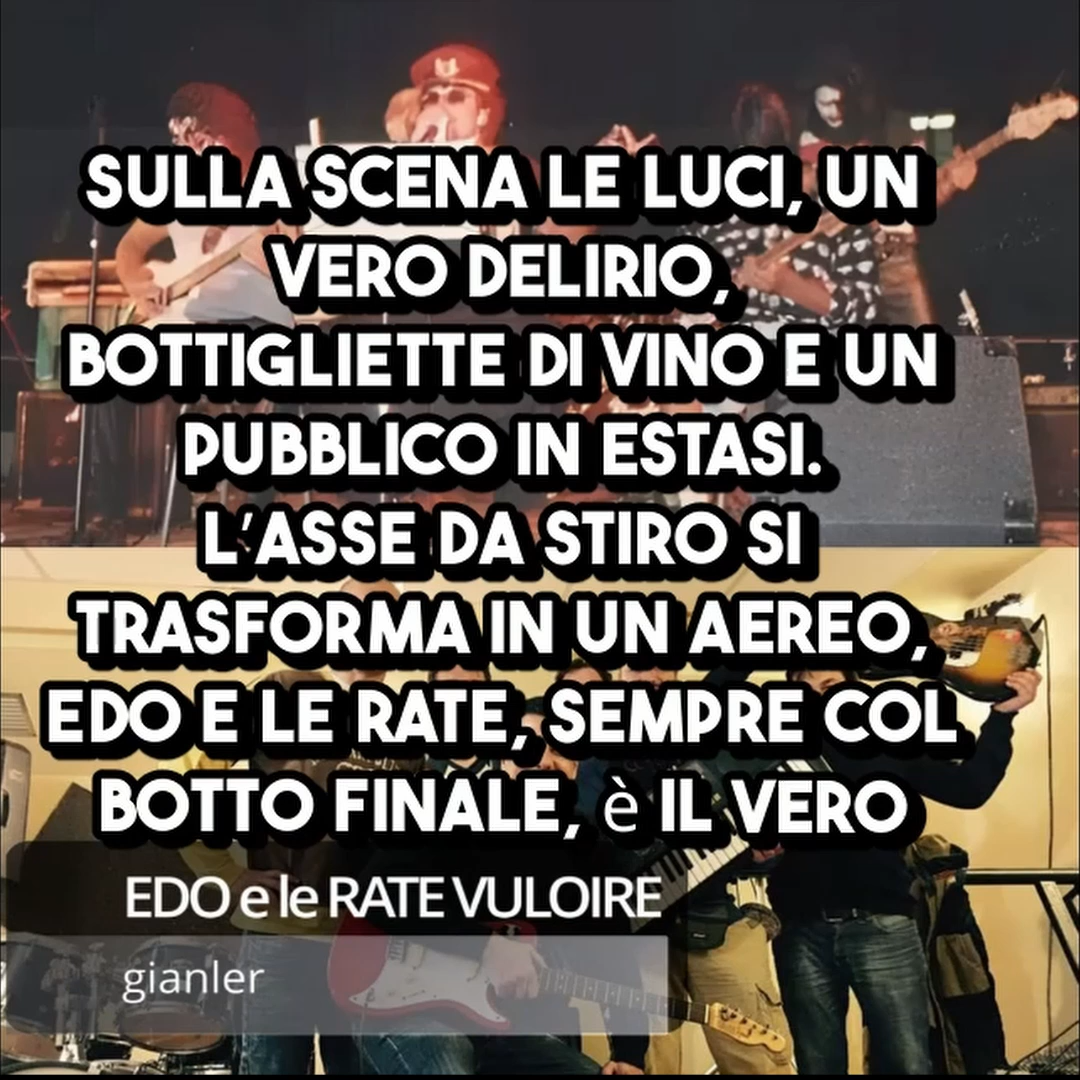 SULLA SCENA LE LUCI, UN
VERO DELIRIO,
BOTTIGLIETTE DI VINO E UN
PUBBLICO IN ESTASI.
L'ASSE DA STIRO SI
TRASFORMA IN UN AEREO,
EDO E LE RATE, SEMPRE COL
BOTTO FINALE, è IL VERO
EDO e le RATE VULOIRE
gianler